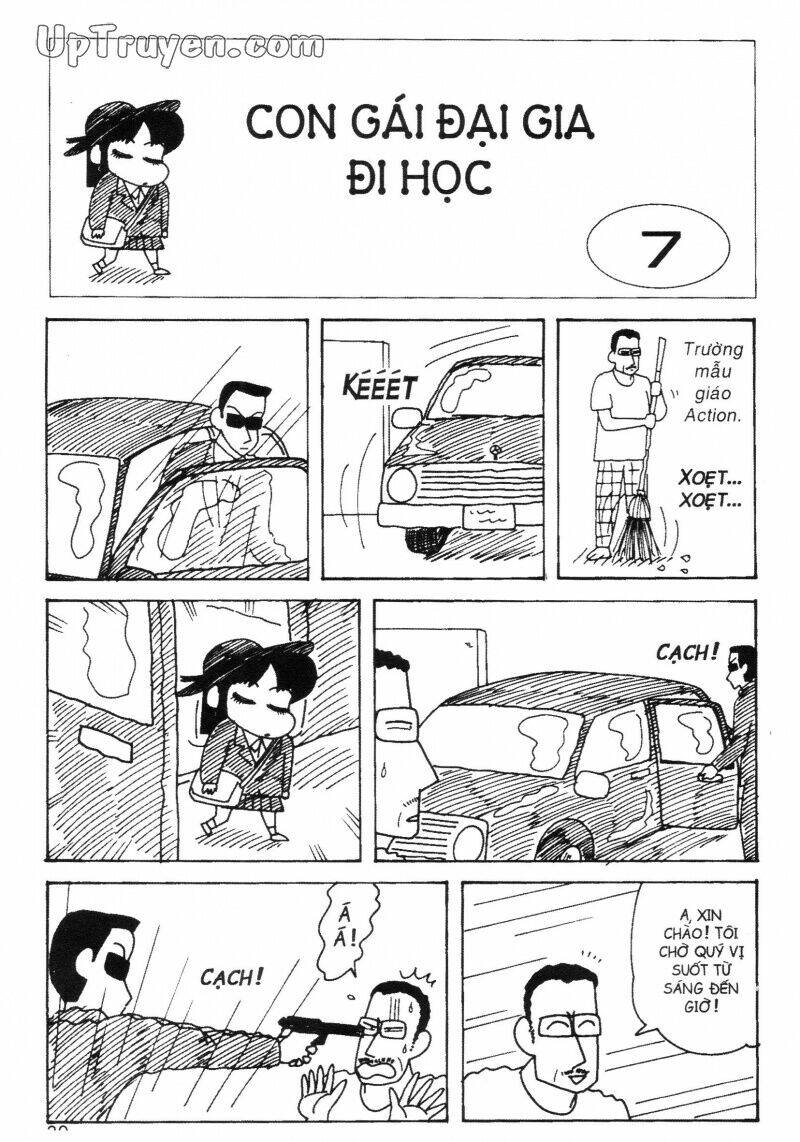 UpTruyen.com
CON GÁI ĐẠI GIA
ĐI HỌC
7
KÉÉÉT
Trường
mẫu
giáo
Action.
XOẸT...
XOẸT...
CẠCH!
CẠCH!
Á
Á!
A, XIN
CHÀO! TÔI
CHỜ QUÝ VỊ
SUỐT TỪ
SÁNG ĐẾN
GIỜ!